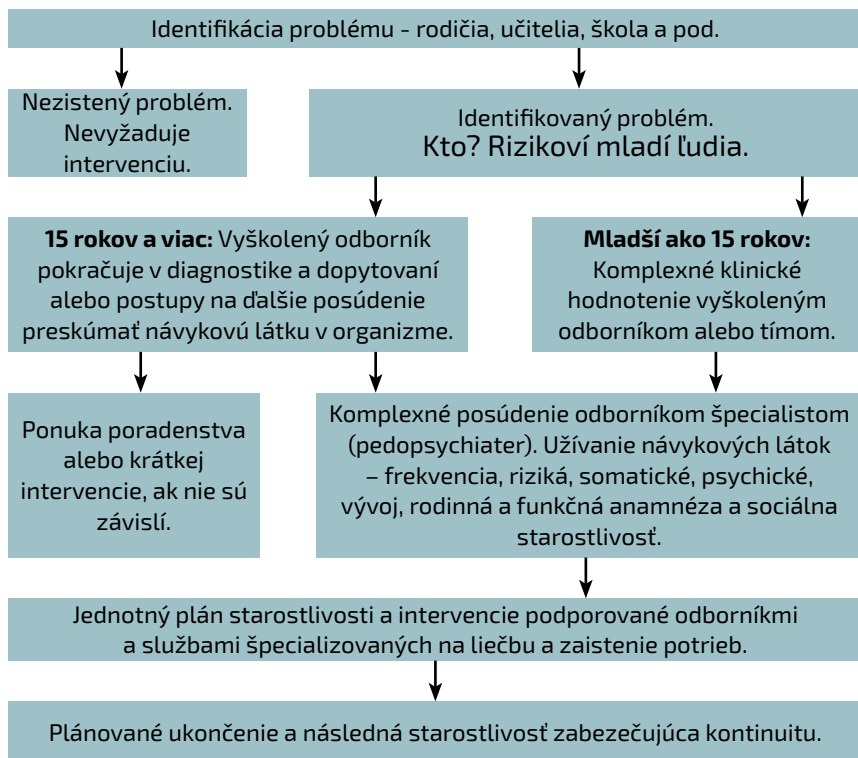 Identifikácia problému - rodičia, učitelia, škola a pod.
Nezistený problém.
Nevyžaduje
intervenciu.
Identifikovaný problém.
Kto? Rizikoví mladí ľudia.
15 rokov a viac: Vyškolený odborník
pokračuje v diagnostike a dopytovaní
alebo postupy na ďalšie posúdenie
preskúmať návykovú látku v organizme.
Mladší ako 15 rokov:
Komplexné klinické
hodnotenie vyškoleným
odborníkom alebo tímom.
Ponuka poradenstva
alebo krátkej
intervencie, ak nie sú
závislí.
Komplexné posúdenie odborníkom špecialistom
(pedopsychiater). Užívanie návykových látok
– frekvencia, riziká, somatické, psychické,
vývoj, rodinná a funkčná anamnéza a sociálna
starostlivosť.
Jednotný plán starostlivosti a intervencie podporované odborníkmi
a službami špecializovaných na liečbu a zaistenie potrieb.
Plánované ukončenie a následná starostlivosť zabezečujúca kontinuitu.